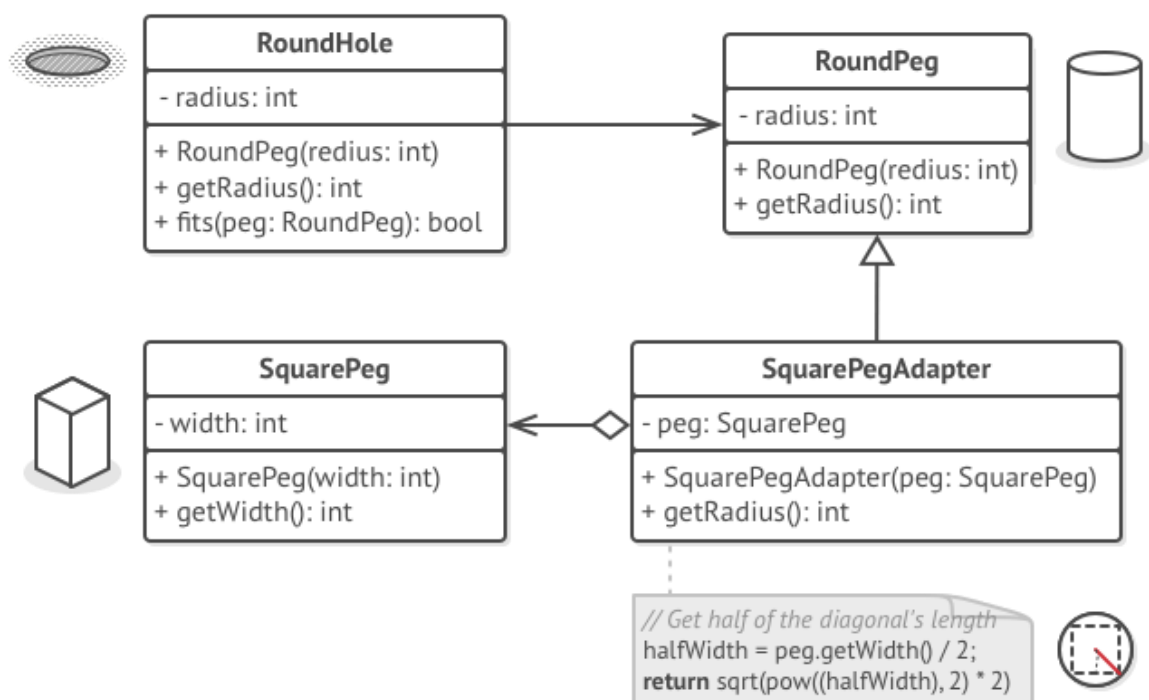 RoundHole
- radius: int
+ RoundPeg(redius: int)
+ getRadius(): int
+ fits(peg: RoundPeg): bool
RoundPeg
- radius: int
+ RoundPeg(redius: int)
+ getRadius(): int
SquarePeg
- width: int
+ SquarePeg(width: int)
+ getWidth(): int
SquarePegAdapter
- peg: SquarePeg
+ SquarePegAdapter(peg: SquarePeg)
+ getRadius(): int
// Get half of the diagonal's length
halfWidth = peg.getWidth() / 2;
return sqrt(pow((halfWidth), 2) * 2)